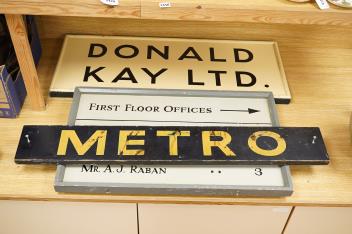 DONALD
KAY LTD.
FIRST FLOOR OFFICES
METRO
MR. A. J. RABAN .. 3